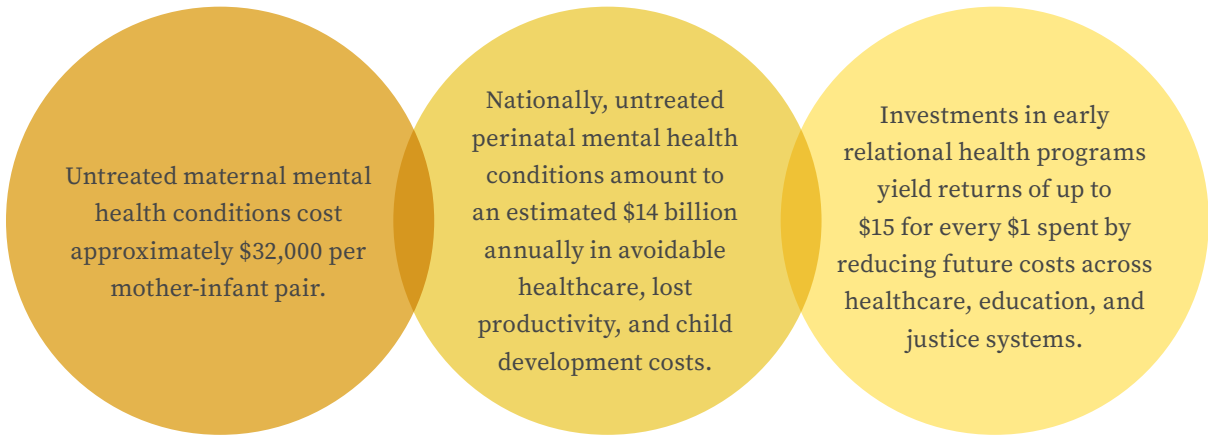 Untreated maternal mental
health conditions cost
approximately $32,000 per
mother-infant pair.
Nationally, untreated
perinatal mental health
conditions amount to
an estimated $14 billion
annually in avoidable
healthcare, lost
productivity, and child
development costs.
Investments in early
relational health programs
yield returns of up to
$15 for every $1 spent by
reducing future costs across
healthcare, education, and
justice systems.